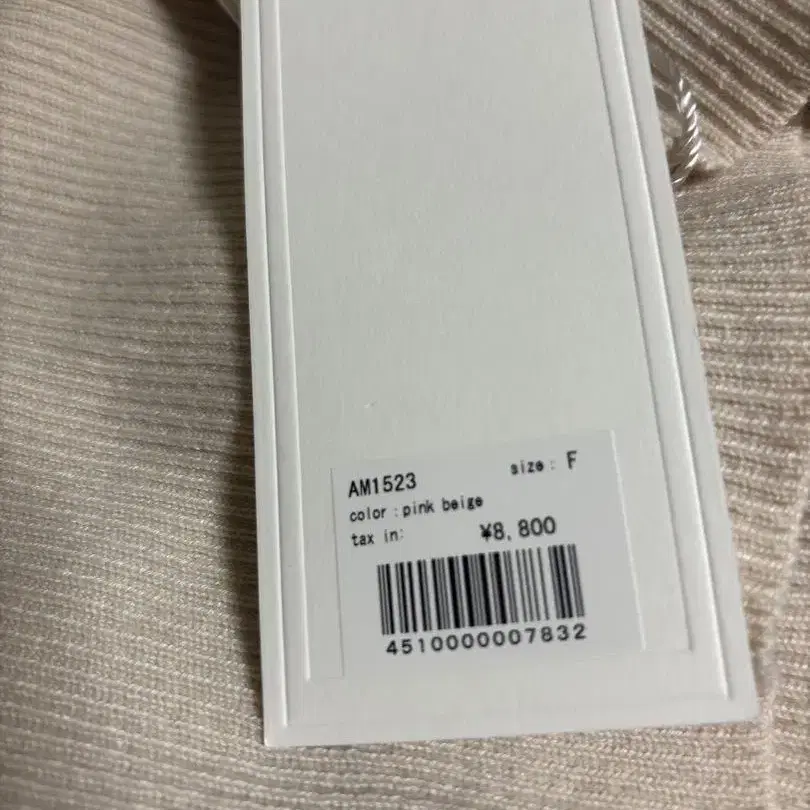 AM1523 size: F
color:pink beige
tax in: ¥8,800
4510000007832